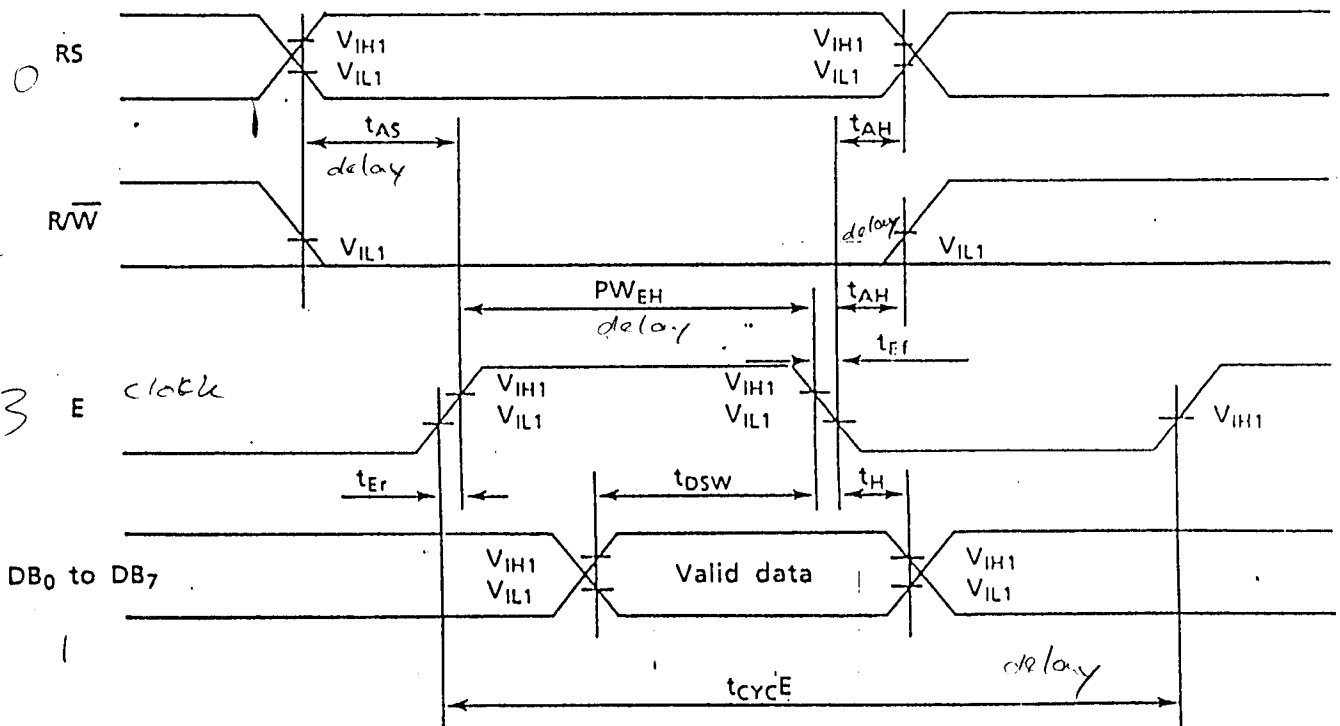 RS
0
V_IH1
V_IL1
V_IH1
V_IL1
t_AS
delay
t_AH
R/W̅
V_IL1
delay
V_IL1
PW_EH
delay
t_AH
t_Ef
3
E
clokk
V_IH1
V_IL1
V_IH1
V_IL1
V_IH1
t_Er
t_DSW
t_H
DB₀ to DB₇
V_IH1
V_IL1
Valid data
V_IH1
V_IL1
1
t_CYCE
delay